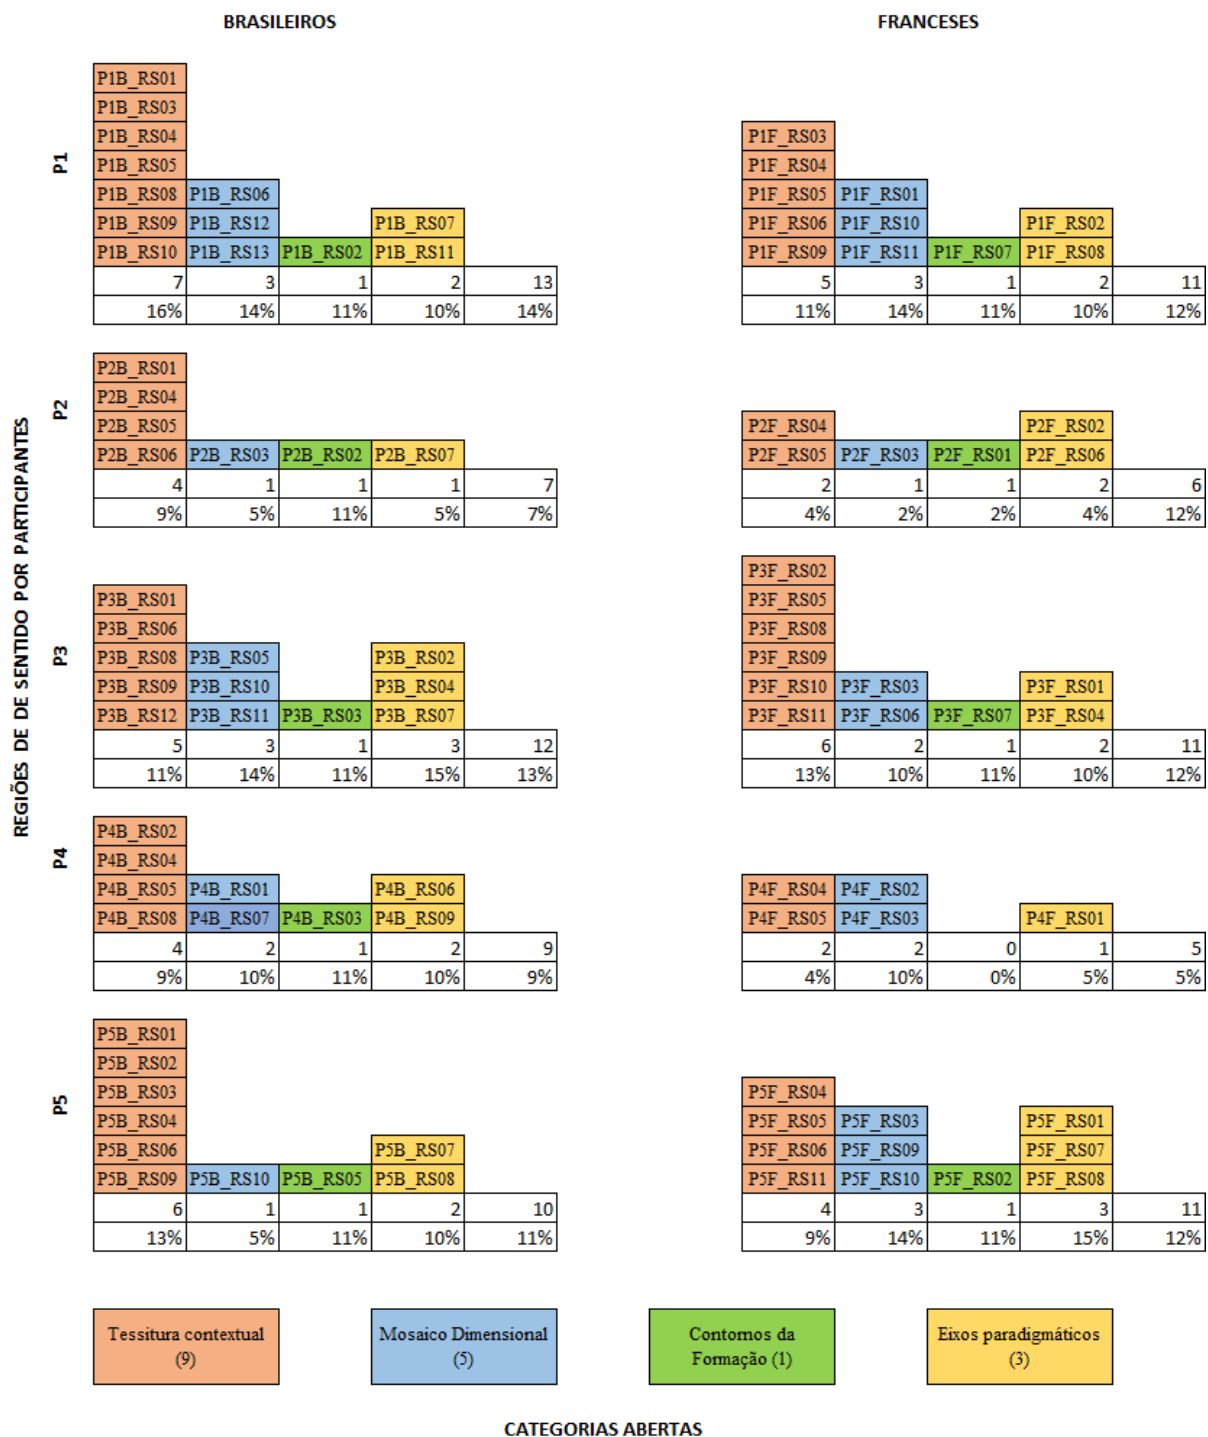 BRASILEIROS FRANCESES
REGIÕES DE DE SENTIDO POR PARTICIPANTES
P1
P1B_RS01
P1B_RS03
P1B_RS04 P1F_RS03
P1B_RS05 P1F_RS04
P1B_RS08 P1B_RS06 P1F_RS05 P1F_RS01
P1B_RS09 P1B_RS12 P1B_RS07 P1F_RS06 P1F_RS10 P1F_RS02
P1B_RS10 P1B_RS13 P1B_RS02 P1B_RS11 P1F_RS09 P1F_RS11 P1F_RS07 P1F_RS08
7 3 1 2 13 5 3 1 2 11
16% 14% 11% 10% 14% 11% 14% 11% 10% 12%
P2
P2B_RS01
P2B_RS04
P2B_RS05 P2F_RS04 P2F_RS02
P2B_RS06 P2B_RS03 P2B_RS02 P2B_RS07 P2F_RS05 P2F_RS03 P2F_RS01 P2F_RS06
4 1 1 1 7 2 1 1 2 6
9% 5% 11% 5% 7% 4% 2% 2% 4% 12%
P3
P3F_RS02
P3B_RS01 P3F_RS05
P3B_RS06 P3F_RS08
P3B_RS08 P3B_RS05 P3B_RS02 P3F_RS09
P3B_RS09 P3B_RS10 P3B_RS04 P3F_RS10 P3F_RS03 P3F_RS01
P3B_RS12 P3B_RS11 P3B_RS03 P3B_RS07 P3F_RS11 P3F_RS06 P3F_RS07 P3F_RS04
5 3 1 3 12 6 2 1 2 11
11% 14% 11% 15% 13% 13% 10% 11% 10% 12%
P4
P4B_RS02
P4B_RS04
P4B_RS05 P4B_RS01 P4B_RS06 P4F_RS04 P4F_RS02
P4B_RS08 P4B_RS07 P4B_RS03 P4B_RS09 P4F_RS05 P4F_RS03 P4F_RS01
4 2 1 2 9 2 2 0 1 5
9% 10% 11% 10% 9% 4% 10% 0% 5% 5%
P5
P5B_RS01
P5B_RS02
P5B_RS03 P5F_RS04
P5B_RS04 P5F_RS05 P5F_RS03 P5F_RS01
P5B_RS06 P5B_RS07 P5F_RS06 P5F_RS09 P5F_RS07
P5B_RS09 P5B_RS10 P5B_RS05 P5B_RS08 P5F_RS11 P5F_RS10 P5F_RS02 P5F_RS08
6 1 1 2 10 4 3 1 3 11
13% 5% 11% 10% 11% 9% 14% 11% 15% 12%
Tessitura contextual
(9)
Mosaico Dimensional
(5)
Contornos da
Formação (1)
Eixos paradigmáticos
(3)
CATEGORIAS ABERTAS